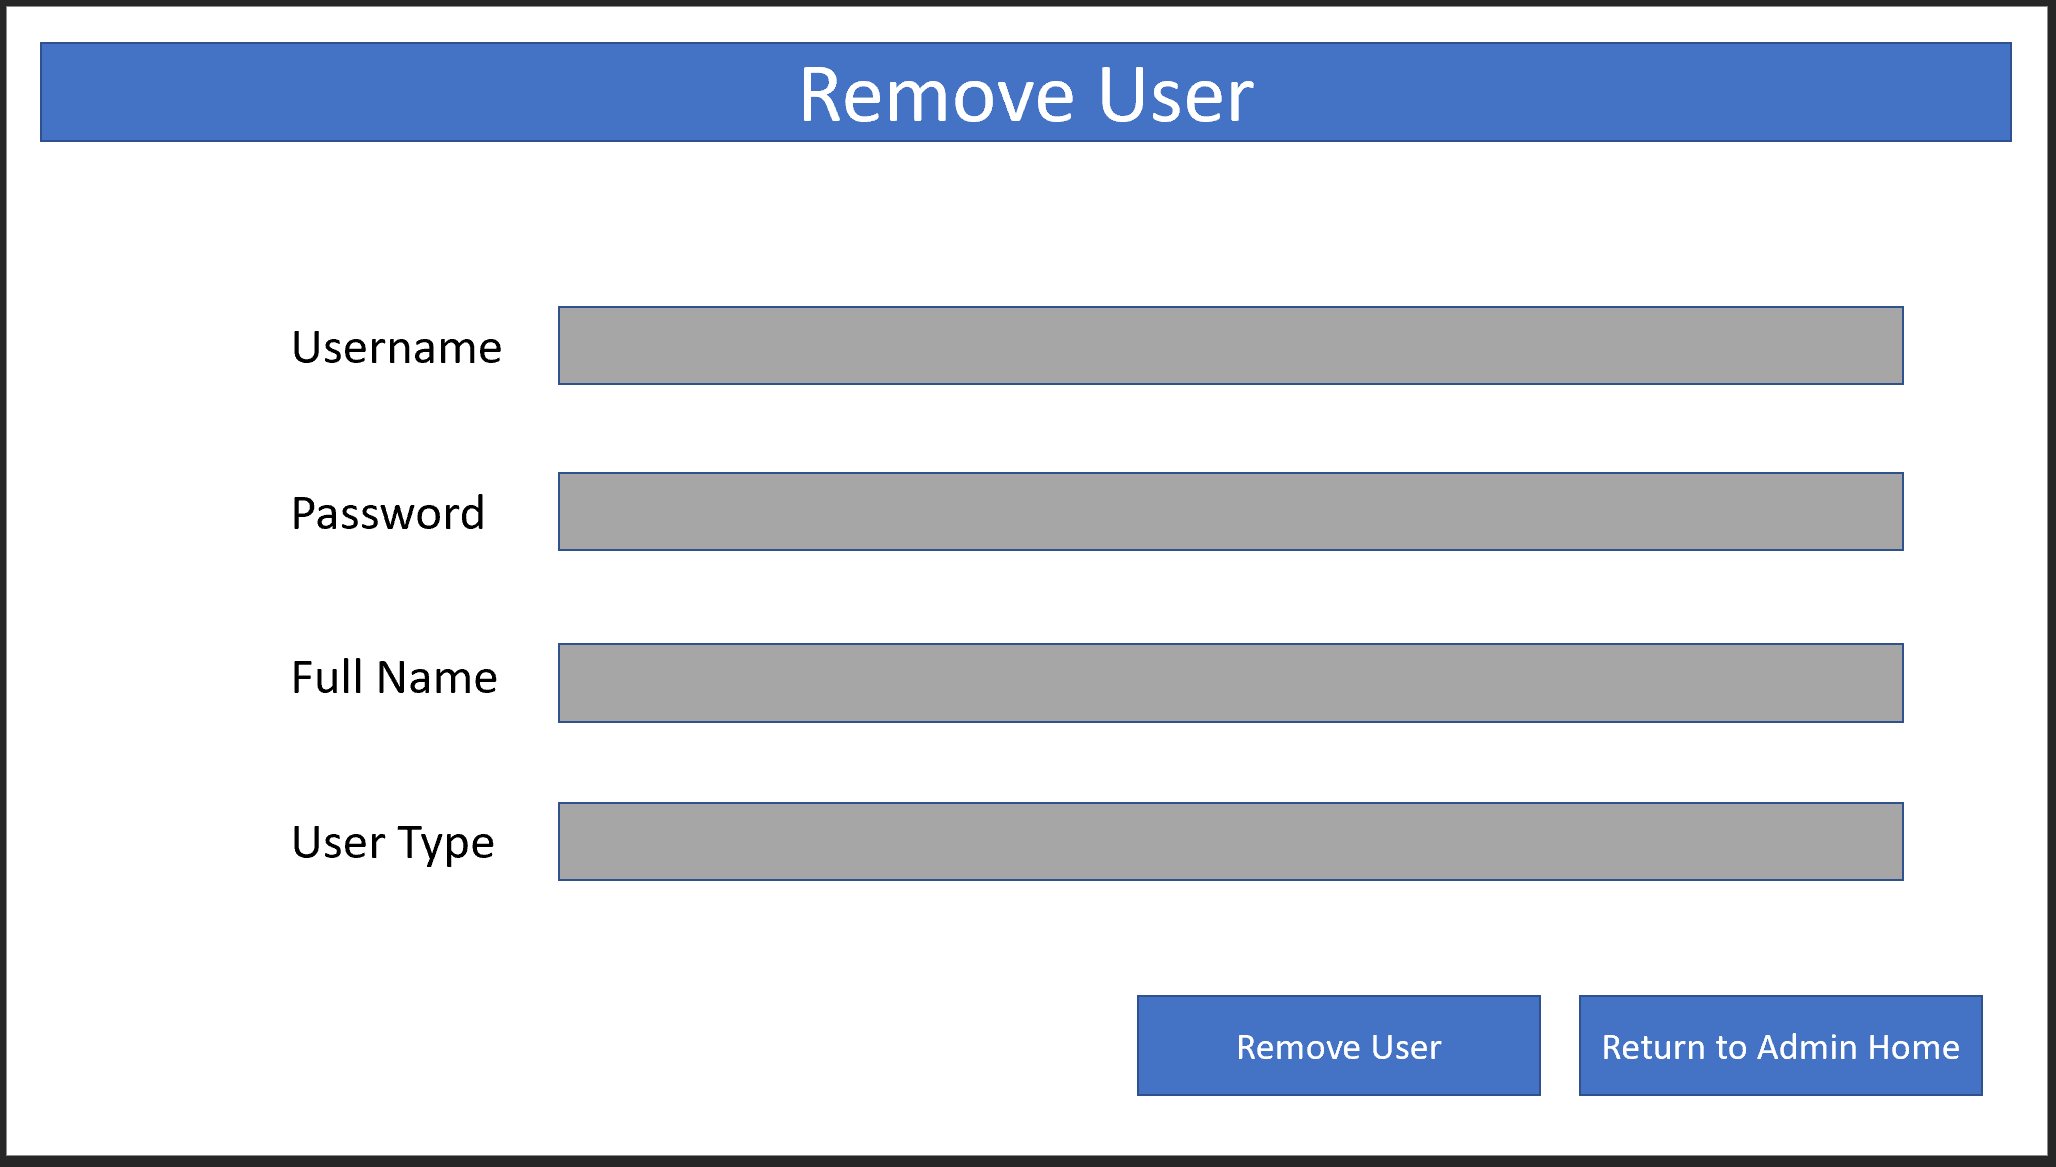 Remove User
Username
Password
Full Name
User Type
Remove User
Return to Admin Home